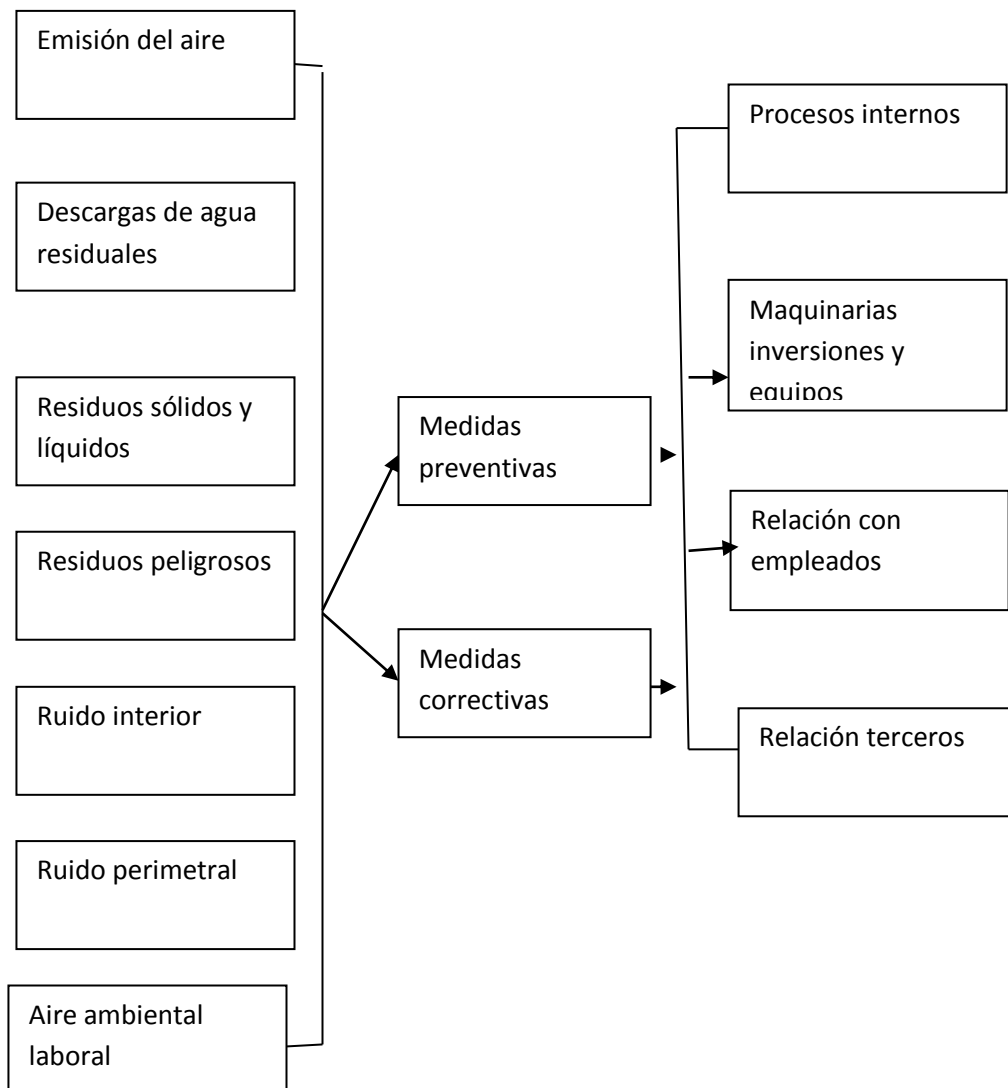 Emisión del aire
Descargas de agua
residuales
Residuos sólidos y
líquidos
Residuos peligrosos
Ruido interior
Ruido perimetral
Aire ambiental
laboral
Medidas
preventivas
Medidas
correctivas
Procesos internos
Maquinarias
inversiones y
equipos
Relación con
empleados
Relación terceros